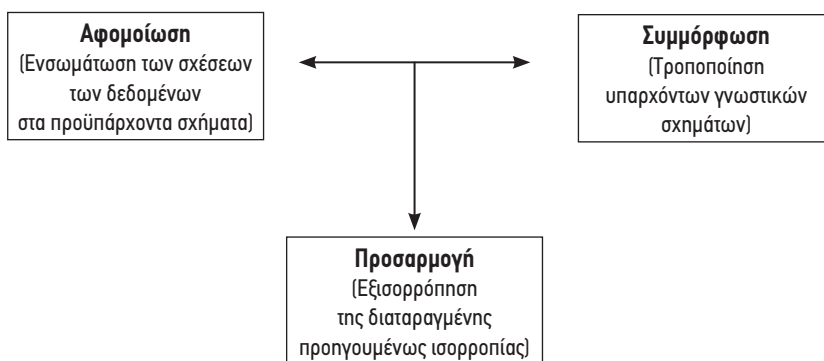 Αφομοίωση
(Ενσωμάτωση των σχέσεων
των δεδομένων
στα προϋπάρχοντα σχήματα)
Συμμόρφωση
(Τροποποίηση
υπαρχόντων γνωστικών
σχημάτων)
Προσαρμογή
(Εξισορρόπηση
της διαταραγμένης
προηγουμένως ισορροπίας)